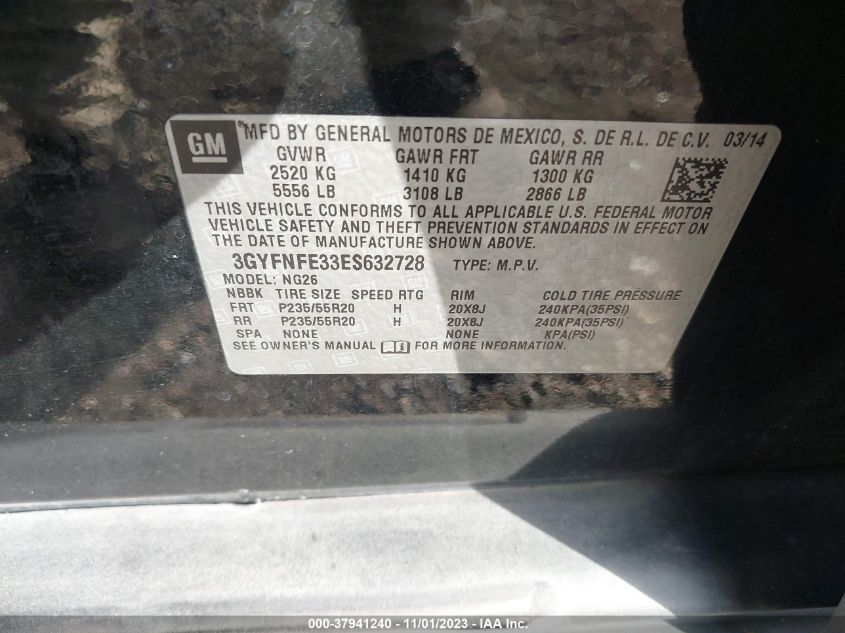 GM
MFD BY GENERAL MOTORS DE MEXICO, S. DE R.L. DE C.V. 03/14
GVWR GAWR FRT GAWR RR
2520 KG 1410 KG 1300 KG
5556 LB 3108 LB 2866 LB
THIS VEHICLE CONFORMS TO ALL APPLICABLE U.S. FEDERAL MOTOR
VEHICLE SAFETY AND THEFT PREVENTION STANDARDS IN EFFECT ON
THE DATE OF MANUFACTURE SHOWN ABOVE.
3GYFNFE33ES632728 TYPE: M.P.V.
MODEL: NG26
NBBK TIRE SIZE SPEED RTG RIM COLD TIRE PRESSURE
FRT P235/55R20 H 20X8J 240KPA(35PSI)
RR P235/55R20 H 20X8J 240KPA(35PSI)
SPA NONE NONE KPA(PSI)
SEE OWNER'S MANUAL FOR MORE INFORMATION.
000-37941240 - 11/01/2023 - IAA Inc.